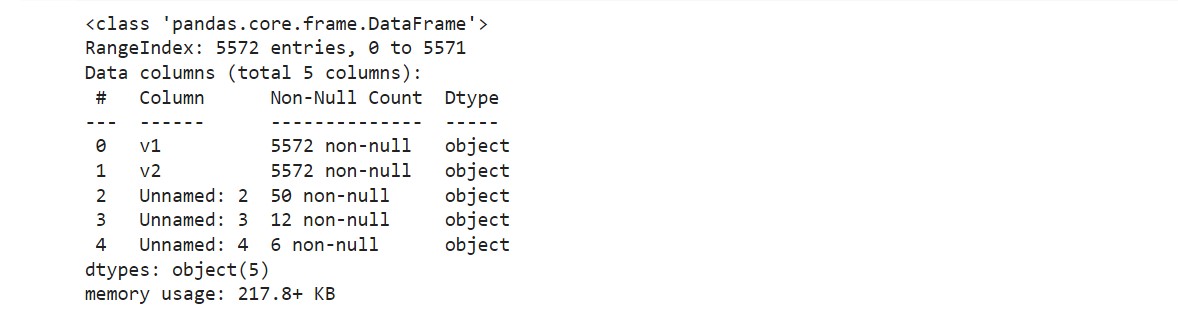 <class 'pandas.core.frame.DataFrame'>
RangeIndex: 5572 entries, 0 to 5571
Data columns (total 5 columns):
 #   Column      Non-Null Count  Dtype
---  ------      --------------  -----
 0   v1          5572 non-null   object
 1   v2          5572 non-null   object
 2   Unnamed: 2  50 non-null     object
 3   Unnamed: 3  12 non-null     object
 4   Unnamed: 4  6 non-null      object
dtypes: object(5)
memory usage: 217.8+ KB